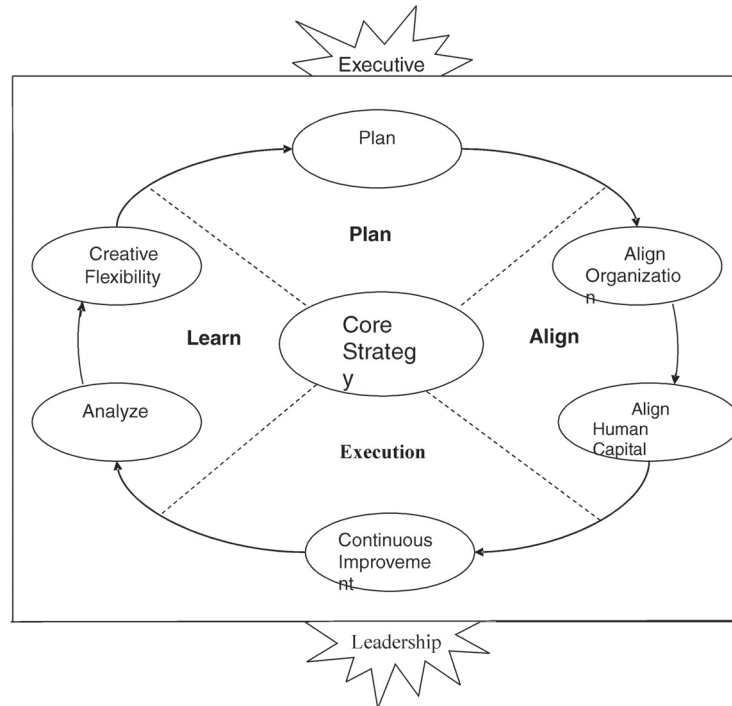 Executive
Plan
Plan
Creative
Flexibility
Align
Organizatio
n
Learn
Core
Strateg
y
Align
Analyze
Align
Human
Capital
Execution
Continuous
Improveme
nt
Leadership